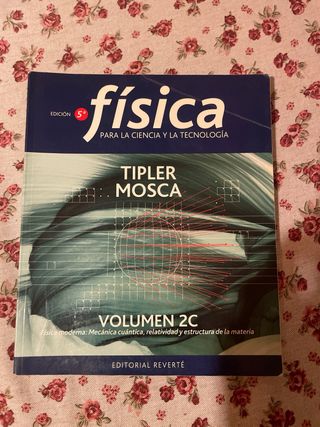 EDICIÓN 5ª física
PARA LA CIENCIA Y LA TECNOLOGÍA
TIPLER
MOSCA
VOLUMEN 2C
Física moderna: Mecánica cuántica, relatividad y estructura de la materia
EDITORIAL REVERTÉ